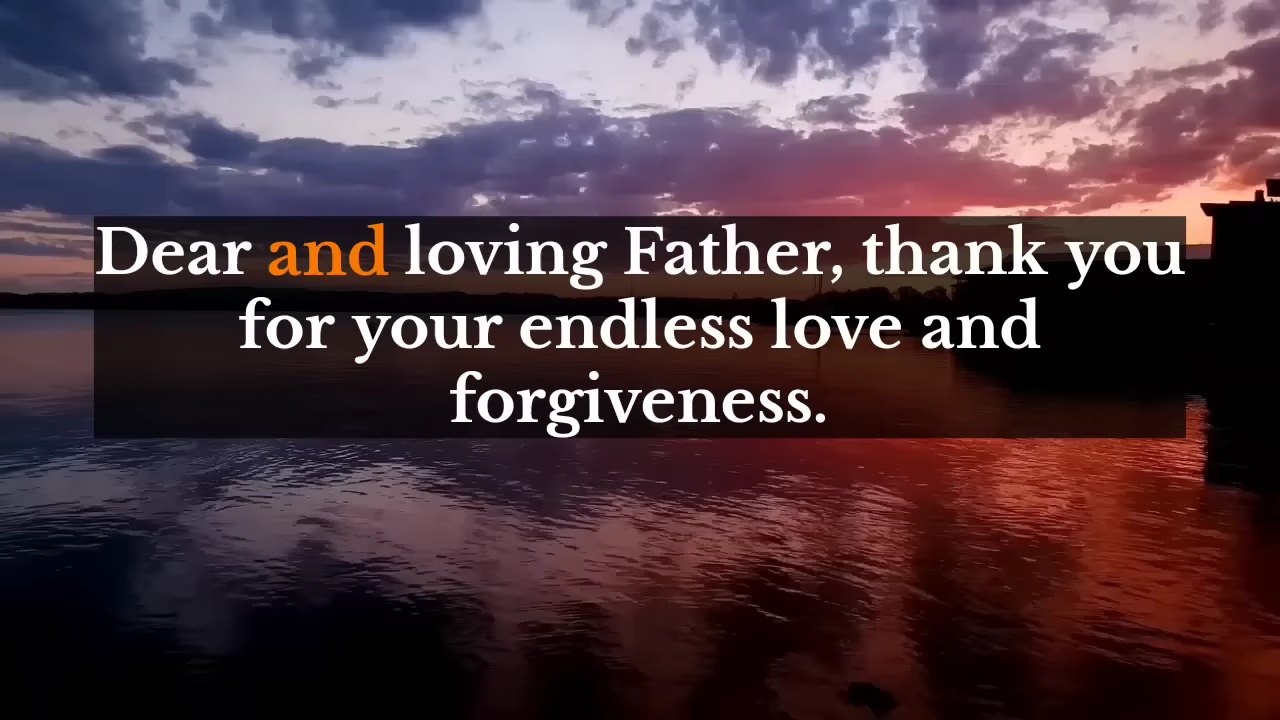 Dear and loving Father, thank you
for your endless love and
forgiveness.